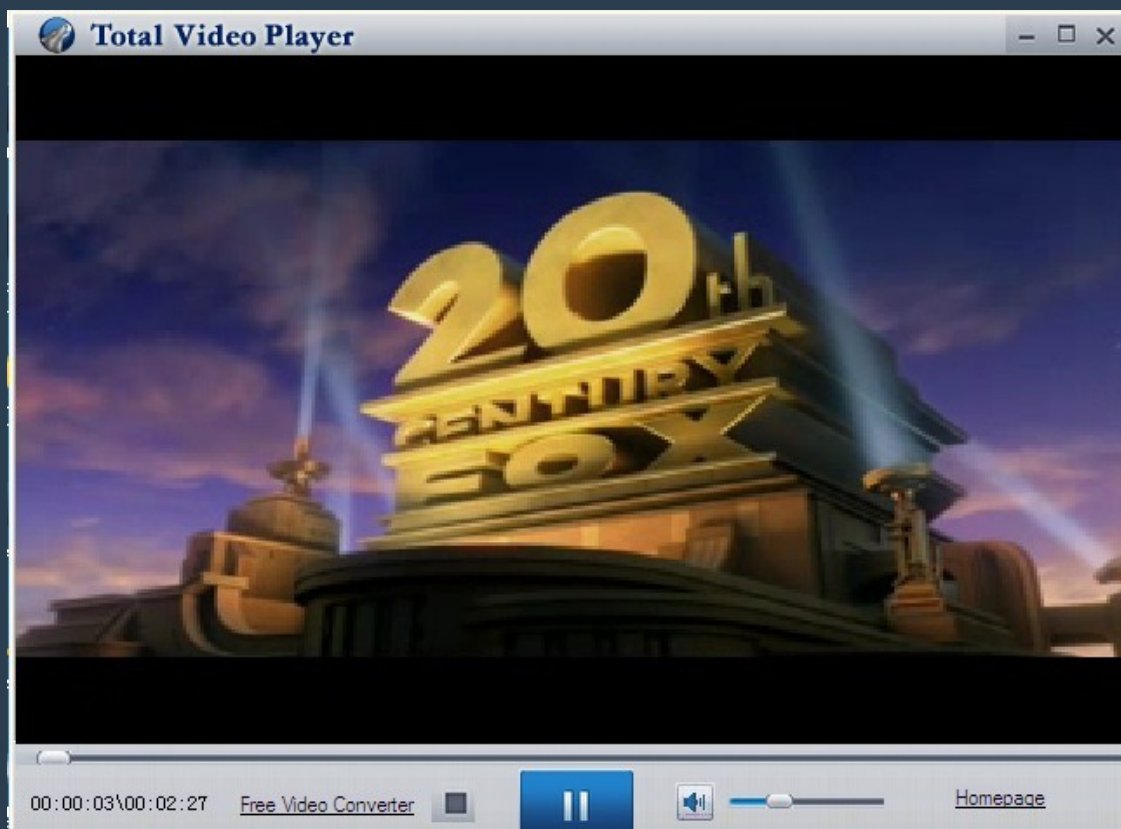 Total Video Player
20th
CENTURY
FOX
00:00:03\00:02:27 Free Video Converter Homepage